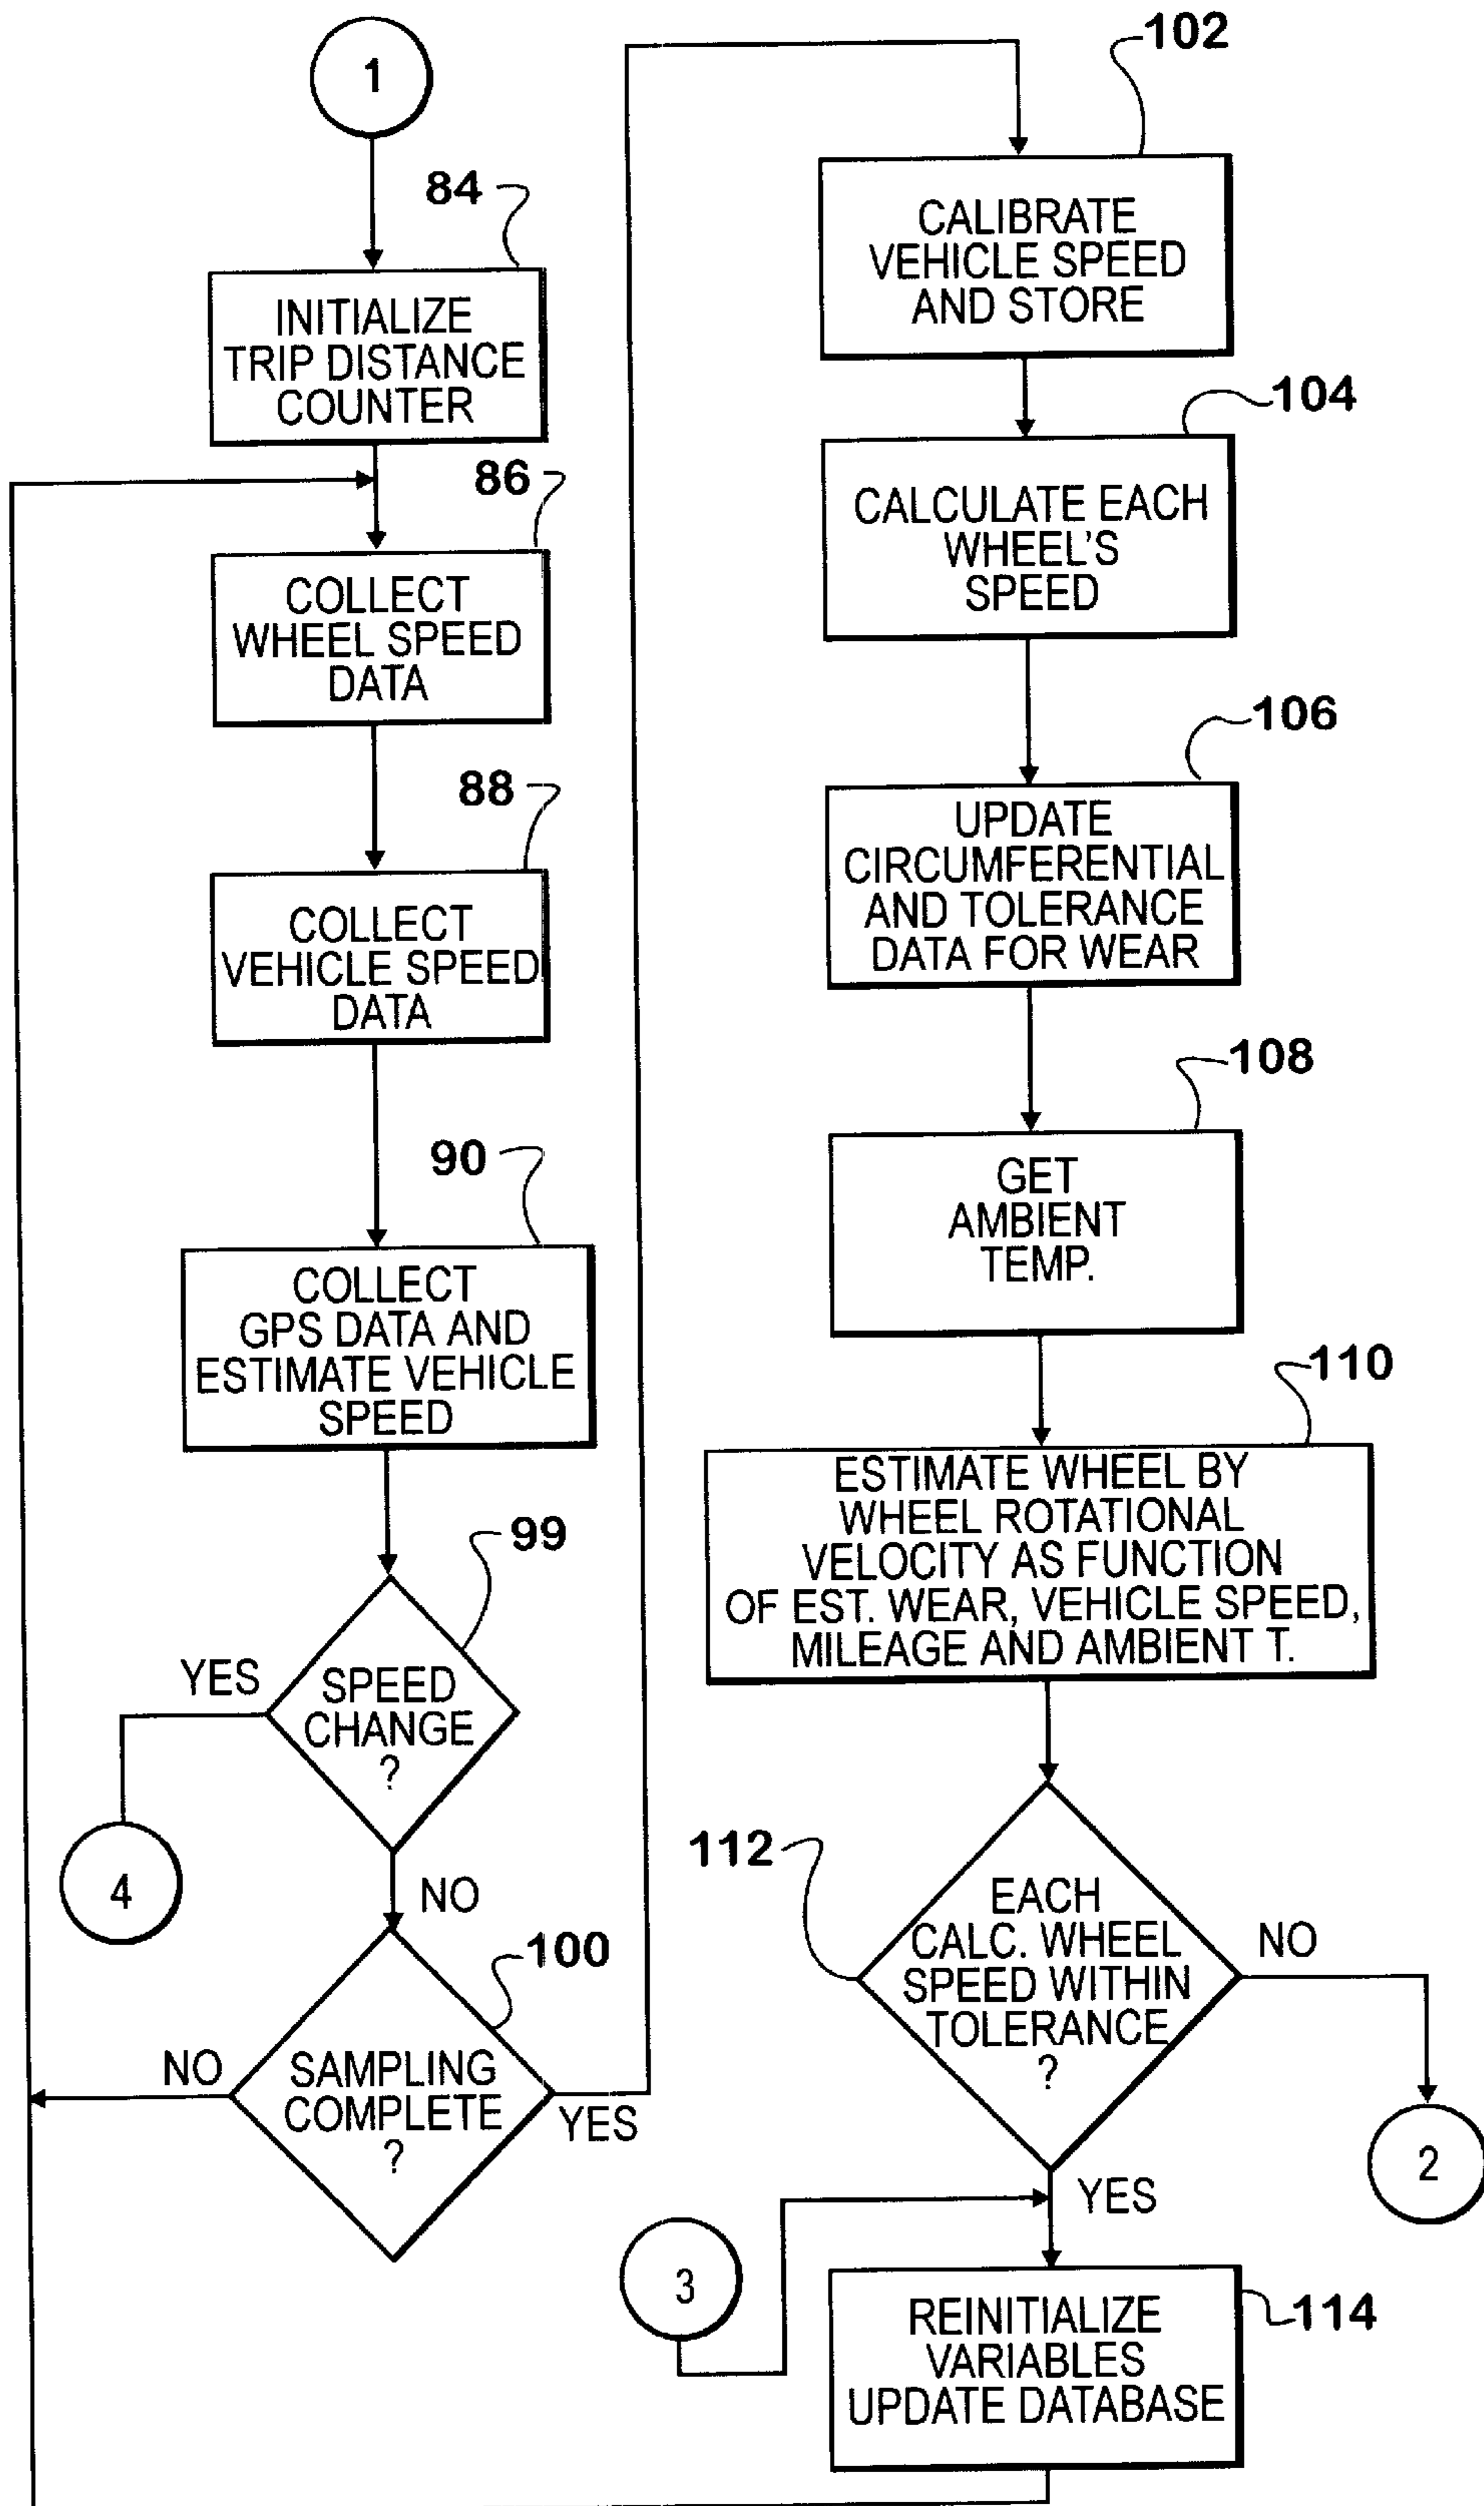 1
84
INITIALIZE
TRIP DISTANCE
COUNTER
86
COLLECT
WHEEL SPEED
DATA
88
COLLECT
VEHICLE SPEED
DATA
90
COLLECT
GPS DATA AND
ESTIMATE VEHICLE
SPEED
99
SPEED
CHANGE
?
YES
4
NO
100
SAMPLING
COMPLETE
?
NO
YES
102
CALIBRATE
VEHICLE SPEED
AND STORE
104
CALCULATE EACH
WHEEL'S
SPEED
106
UPDATE
CIRCUMFERENTIAL
AND TOLERANCE
DATA FOR WEAR
108
GET
AMBIENT
TEMP.
110
ESTIMATE WHEEL BY
WHEEL ROTATIONAL
VELOCITY AS FUNCTION
OF EST. WEAR, VEHICLE SPEED,
MILEAGE AND AMBIENT T.
112
EACH
CALC. WHEEL
SPEED WITHIN
TOLERANCE
?
NO
2
YES
3
114
REINITIALIZE
VARIABLES
UPDATE DATABASE